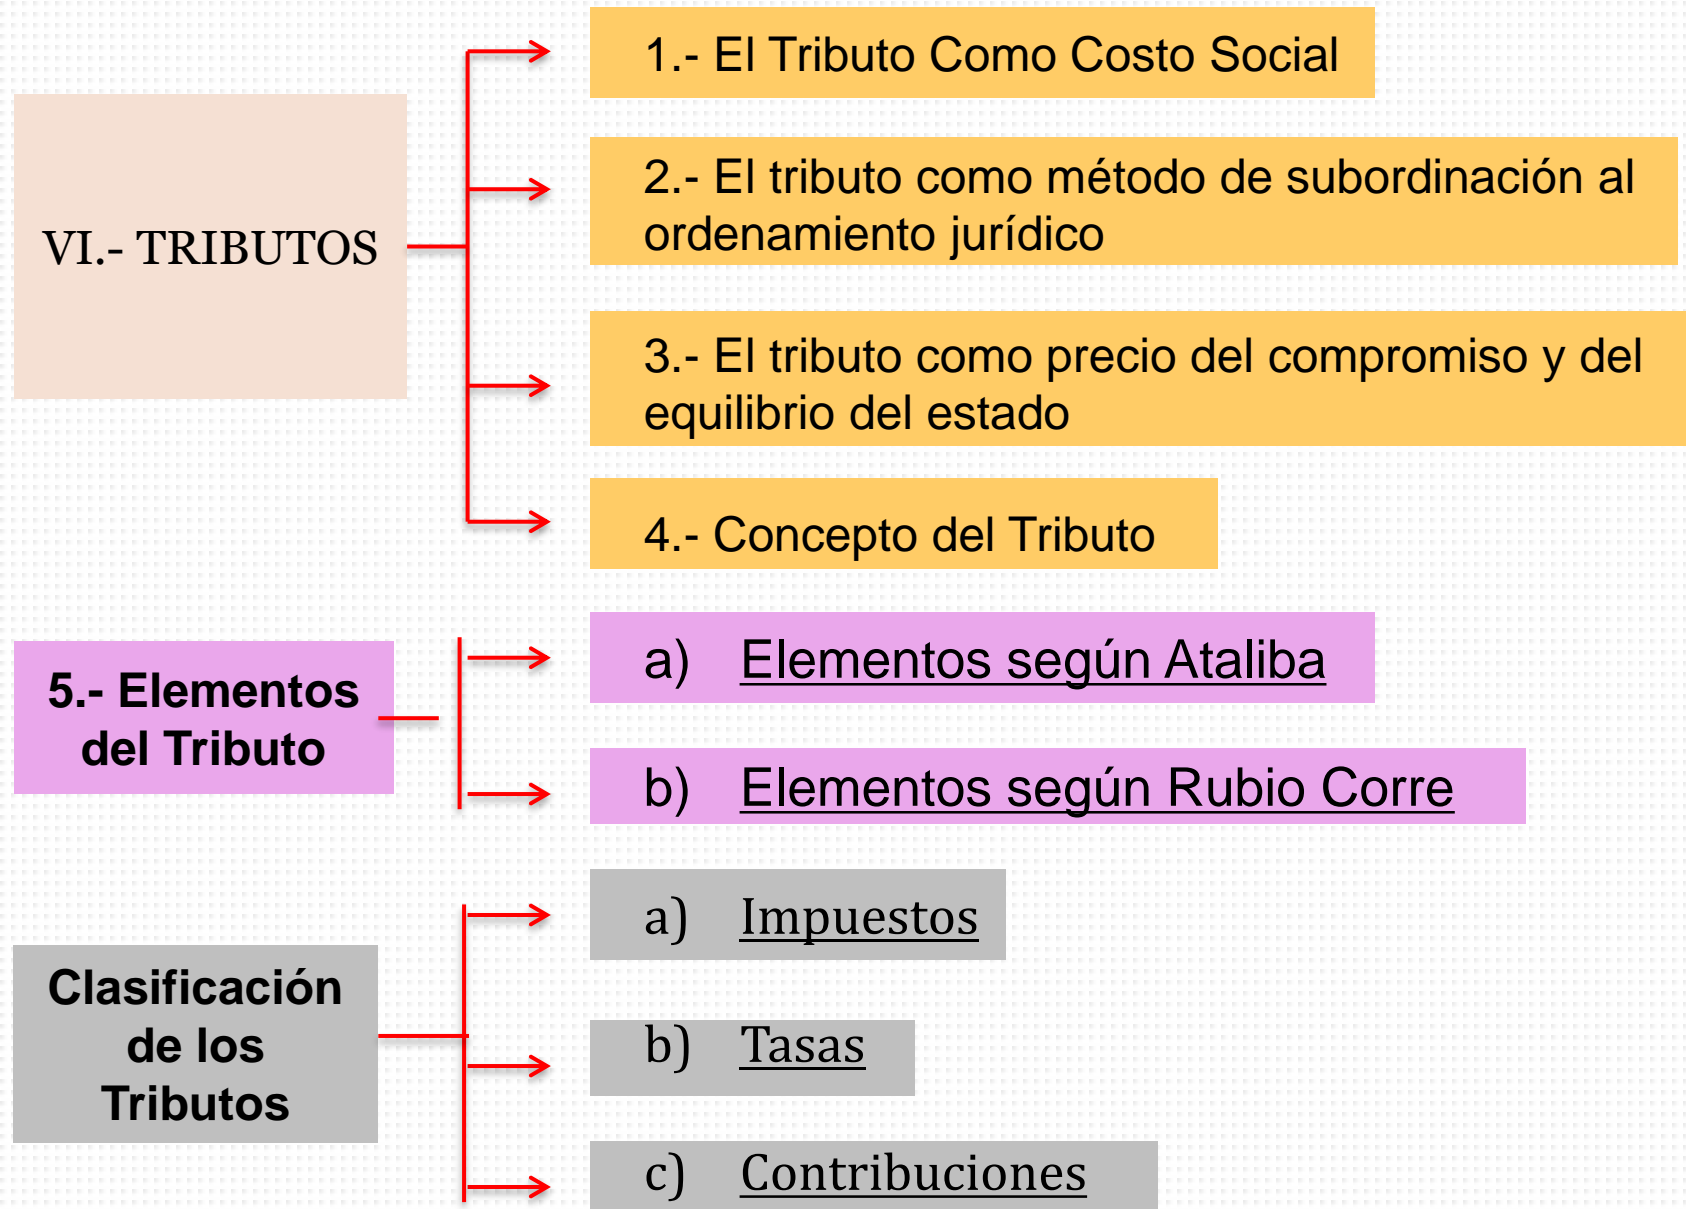 VI.- TRIBUTOS
1.- El Tributo Como Costo Social
2.- El tributo como método de subordinación al
ordenamiento jurídico
3.- El tributo como precio del compromiso y del
equilibrio del estado
4.- Concepto del Tributo
5.- Elementos
del Tributo
a) Elementos según Ataliba
b) Elementos según Rubio Corre
Clasificación
de los
Tributos
a) Impuestos
b) Tasas
c) Contribuciones